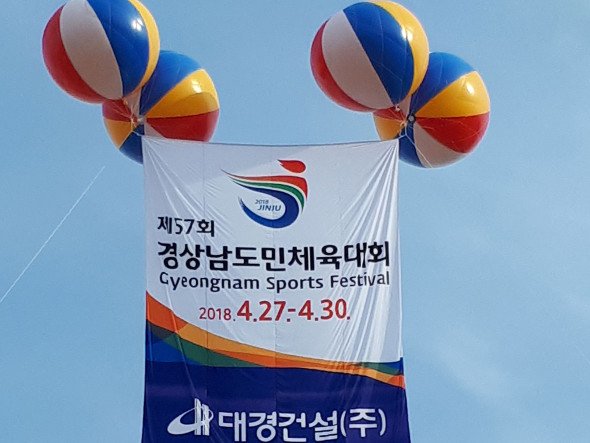 2018
JINJU
제57회
경상남도민체육대회
Gyeongnam Sports Festival
2018. 4.27.-4.30.
대경건설(주)